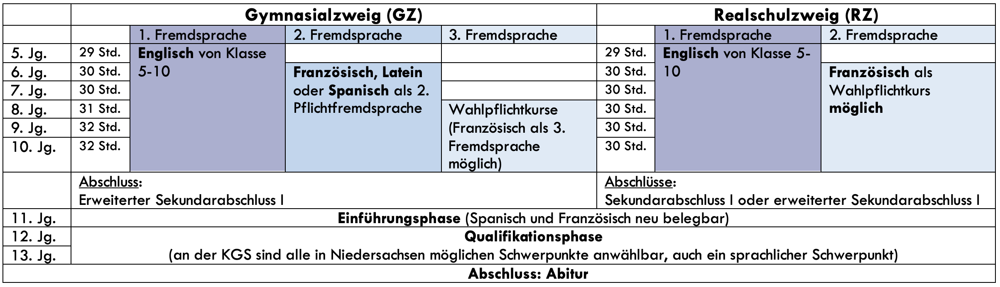 Gymnasialzweig (GZ) Realschulzweig (RZ)
1. Fremdsprache 2. Fremdsprache 3. Fremdsprache 1. Fremdsprache 2. Fremdsprache
5. Jg. 29 Std. Englisch von Klasse 29 Std. Englisch von Klasse 5-
6. Jg. 30 Std. 5-10 Französisch, Latein 30 Std. 10 Französisch als
7. Jg. 30 Std. oder Spanisch als 2. 30 Std. Wahlpflichtkurs
8. Jg. 31 Std. Pflichtfremdsprache Wahlpflichtkurse 30 Std. möglich
9. Jg. 32 Std. (Französisch als 3. 30 Std.
10. Jg. 32 Std. Fremdsprache 30 Std.
möglich)
Abschluss: Abschlüsse:
Erweiterter Sekundarabschluss I Sekundarabschluss I oder erweiterter Sekundarabschluss I
11. Jg. Einführungsphase (Spanisch und Französisch neu belegbar)
12. Jg. Qualifikationsphase
13. Jg. (an der KGS sind alle in Niedersachsen möglichen Schwerpunkte anwählbar, auch ein sprachlicher Schwerpunkt)
Abschluss: Abitur